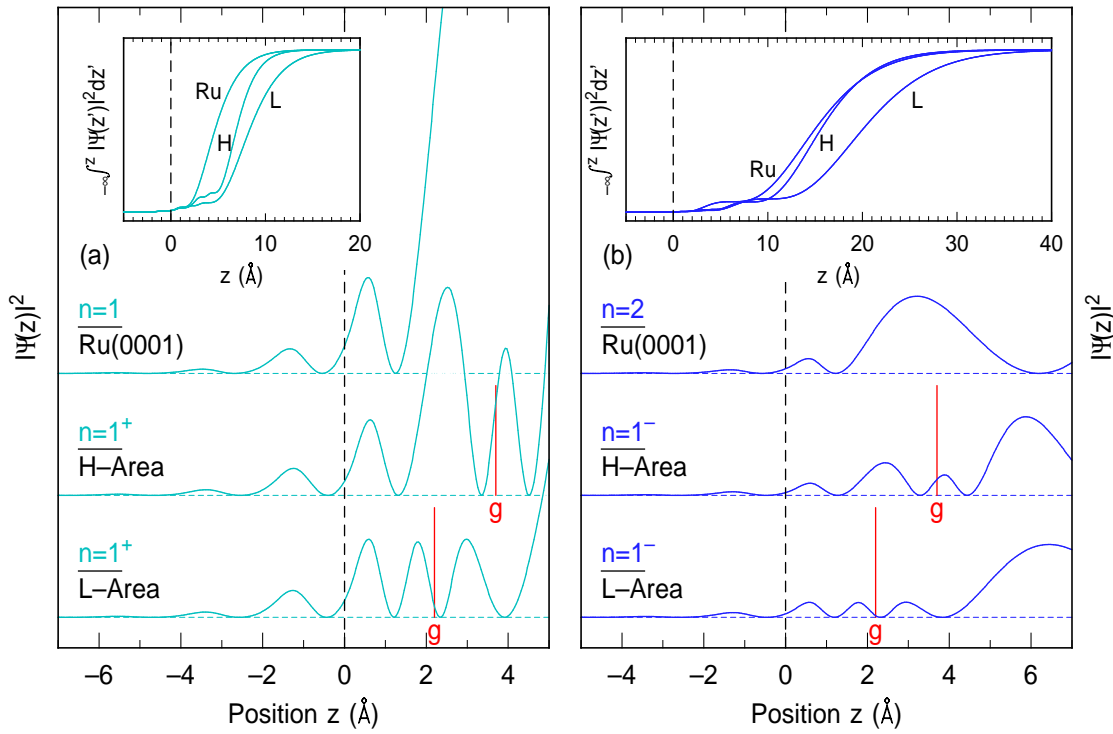 (a)
−∞∫ᶻ |Ψ(z')|²dz'
Ru
H
L
0
10
20
z (Å)
|Ψ(z)|²
n=1
Ru(0001)
n=1⁺
H–Area
g
n=1⁺
L–Area
g
−6
−4
−2
0
2
4
Position z (Å)
(b)
−∞∫ᶻ |Ψ(z')|²dz'
Ru
H
L
0
10
20
30
40
z (Å)
|Ψ(z)|²
n=2
Ru(0001)
n=1⁻
H–Area
g
n=1⁻
L–Area
g
−4
−2
0
2
4
6
Position z (Å)